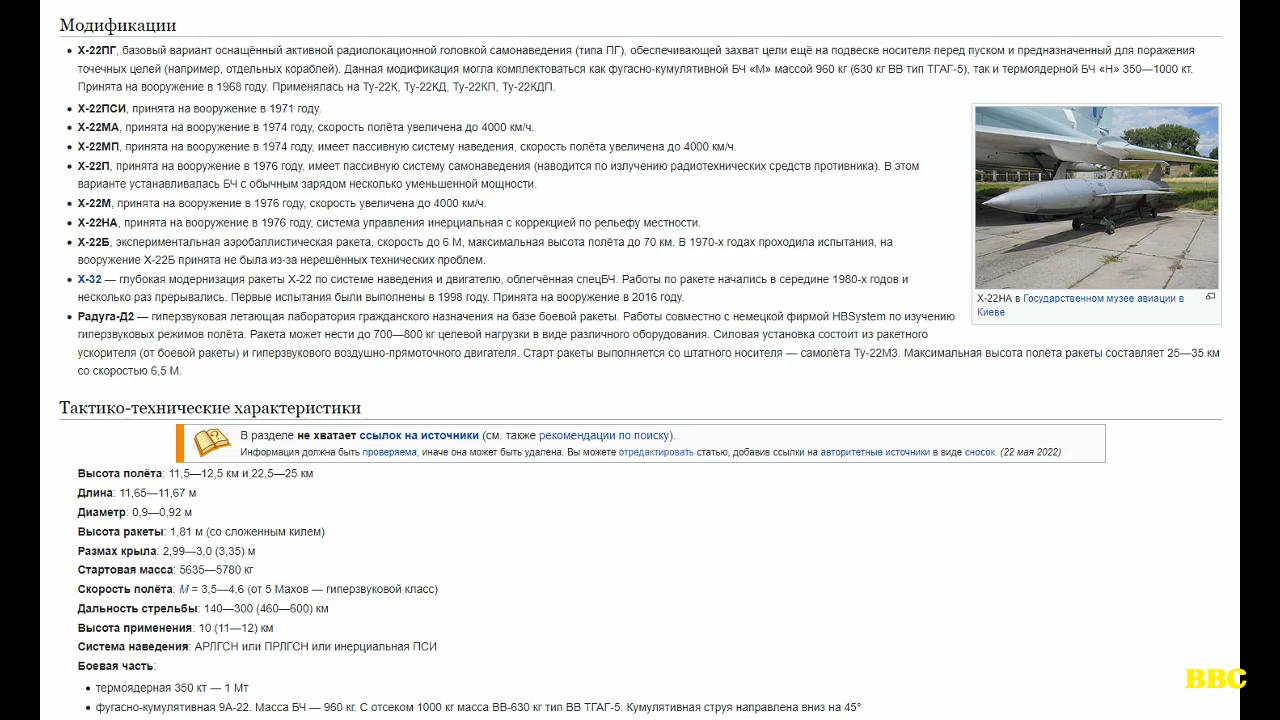 Модификации
Х-22ПГ, базовый вариант оснащённый активной радиолокационной головкой самонаведения (типа ПГ), обеспечивающей захват цели ещё на подвеске носителя перед пуском и предназначенный для поражения
точечных целей (например, отдельных кораблей). Данная модификация могла комплектоваться как фугасно-кумулятивной БЧ «М» массой 960 кг (630 кг ВВ тип ТГАГ-5), так и термоядерной БЧ «Н» 350—1000 кт.
Принята на вооружение в 1968 году. Применялась на Ту-22К, Ту-22КД, Ту-22КП, Ту-22КДП.
Х-22ПСИ, принята на вооружение в 1971 году.
Х-22МА, принята на вооружение в 1974 году, скорость полёта увеличена до 4000 км/ч.
Х-22МП, принята на вооружение в 1974 году, имеет пассивную систему наведения, скорость полёта увеличена до 4000 км/ч.
Х-22П, принята на вооружение в 1976 году, имеет пассивную систему самонаведения (наводится по излучению радиотехнических средств противника). В этом
варианте устанавливалась БЧ с обычным зарядом несколько уменьшенной мощности.
Х-22М, принята на вооружение в 1976 году, скорость увеличена до 4000 км/ч.
Х-22НА, принята на вооружение в 1976 году, система управления инерциальная с коррекцией по рельефу местности.
Х-22Б, экспериментальная аэробаллистическая ракета, скорость до 6 М, максимальная высота полёта до 70 км. В 1970-х годах проходила испытания, на
вооружение Х-22Б принята не была из-за нерешённых технических проблем.
Х-32 — глубокая модернизация ракеты Х-22 по системе наведения и двигателю, облегчённая спецБЧ. Работы по ракете начались в середине 1980-х годов и
несколько раз прерывались. Первые испытания были выполнены в 1998 году. Принята на вооружение в 2016 году.
Х-22НА в Государственном музее авиации в
Киеве
Радуга-Д2 — гиперзвуковая летающая лаборатория гражданского назначения на базе боевой ракеты. Работы совместно с немецкой фирмой HBSystem по изучению
гиперзвуковых режимов полёта. Ракета может нести до 700—800 кг целевой нагрузки в виде различного оборудования. Силовая установка состоит из ракетного
ускорителя (от боевой ракеты) и гиперзвукового воздушно-прямоточного двигателя. Старт ракеты выполняется со штатного носителя — самолёта Ту-22М3. Максимальная высота полёта ракеты составляет 25—35 км
со скоростью 6,5 М.
Тактико-технические характеристики
В разделе не хватает ссылок на источники (см. также рекомендации по поиску).
Информация должна быть проверяема, иначе она может быть удалена. Вы можете отредактировать статью, добавив ссылки на авторитетные источники в виде сносок. (22 мая 2022)
Высота полёта: 11,5—12,5 км и 22,5—25 км
Длина: 11,65—11,67 м
Диаметр: 0,9—0,92 м
Высота ракеты: 1,81 м (со сложенным килем)
Размах крыла: 2,99—3,0 (3,35) м
Стартовая масса: 5635—5780 кг
Скорость полёта: М = 3,5—4,6 (от 5 Махов — гиперзвуковой класс)
Дальность стрельбы: 140—300 (460—600) км
Высота применения: 10 (11—12) км
Система наведения: АРЛГСН или ПРЛГСН или инерциальная ПСИ
Боевая часть:
термоядерная 350 кт — 1 Мт
фугасно-кумулятивная 9А-22. Масса БЧ — 960 кг. С отсеком 1000 кг масса ВВ-630 кг тип ВВ ТГАГ-5. Кумулятивная струя направлена вниз на 45°
BBC